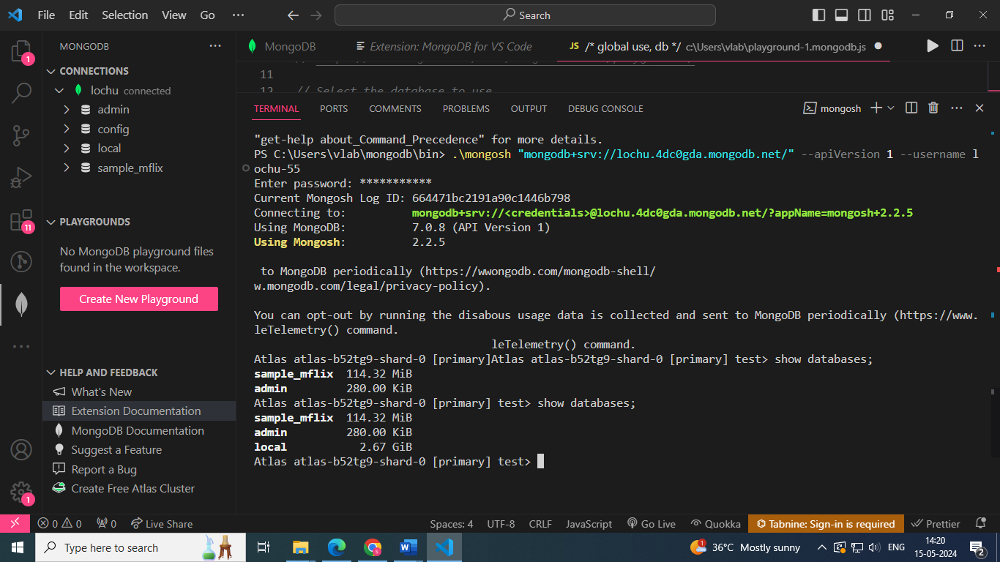 File Edit Selection View Go ··· Search
MONGODB ···
1
CONNECTIONS
lochu connected
admin
config
local
sample_mflix
PLAYGROUNDS
11
No MongoDB playground files
found in the workspace.
Create New Playground
HELP AND FEEDBACK
What's New
Extension Documentation
MongoDB Documentation
Suggest a Feature
Report a Bug
Create Free Atlas Cluster
1
MongoDB Extension: MongoDB for VS Code JS /* global use, db */ c:\Users\vlab\playground-1.mongodb.js
11
12 // Select the database to use
TERMINAL PORTS COMMENTS PROBLEMS OUTPUT DEBUG CONSOLE mongosh
"get-help about_Command_Precedence" for more details.
PS C:\Users\vlab\mongodb\bin> .\mongosh "mongodb+srv://lochu.4dc0gda.mongodb.net/" --apiVersion 1 --username l
ochu-55
Enter password: ***********
Current Mongosh Log ID: 664471bc2191a90c1446b798
Connecting to: mongodb+srv://<credentials>@lochu.4dc0gda.mongodb.net/?appName=mongosh+2.2.5
Using MongoDB: 7.0.8 (API Version 1)
Using Mongosh: 2.2.5
to MongoDB periodically (https://wwongodb.com/mongodb-shell/
w.mongodb.com/legal/privacy-policy).
You can opt-out by running the disabous usage data is collected and sent to MongoDB periodically (https://www.
leTelemetry() command.
leTelemetry() command.
Atlas atlas-b52tg9-shard-0 [primary]Atlas atlas-b52tg9-shard-0 [primary] test> show databases;
sample_mflix 114.32 MiB
admin 280.00 KiB
Atlas atlas-b52tg9-shard-0 [primary] test> show databases;
sample_mflix 114.32 MiB
admin 280.00 KiB
local 2.67 GiB
Atlas atlas-b52tg9-shard-0 [primary] test>
0 0 0 Live Share Spaces: 4 UTF-8 CRLF JavaScript Go Live Quokka Tabnine: Sign-in is required Prettier
Type here to search 1 36°C Mostly sunny ENG 14:20
15-05-2024 2